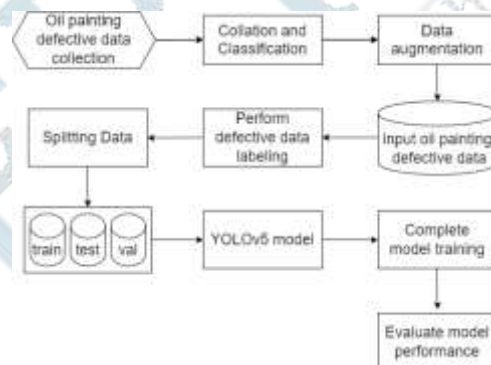 Oil painting
defective data
collection
Collation and
Classification
Data
augmentation
Splitting Data
Perform
defective data
labeling
Input oil painting
defective data
train test val
YOLOv5 model
Complete
model training
Evaluate model
performance